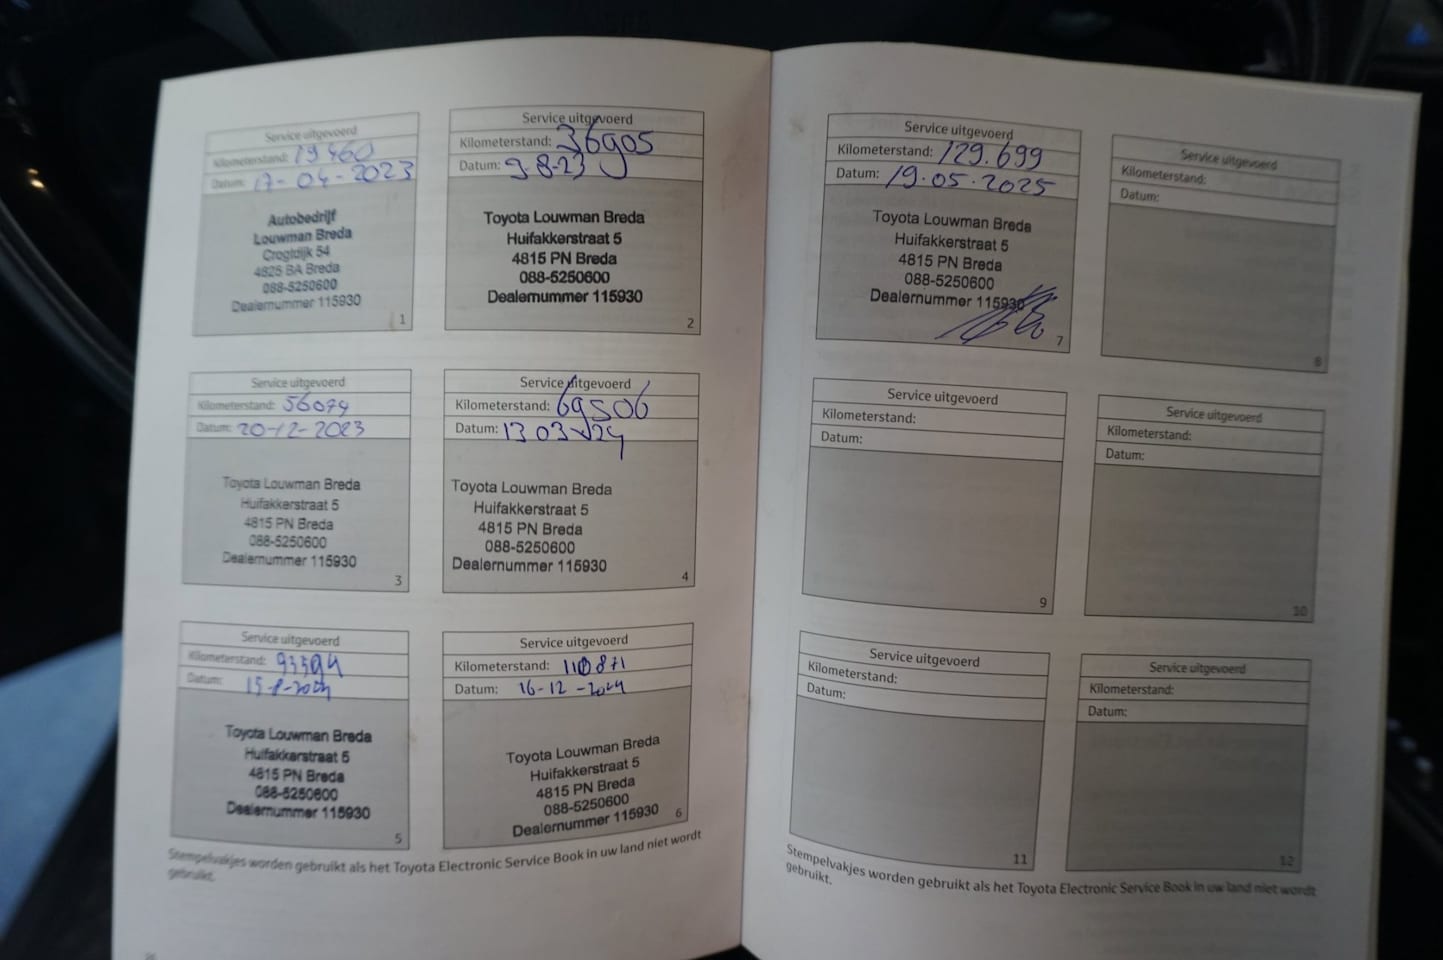 Service uitgevoerd
Kilometerstand: 19460
Datum: 17-04-2023
Autobedrijf
Louwman Breda
Crogtdijk 54
4825 BA Breda
088-5250600
Dealernummer 115930
1
Service uitgevoerd
Kilometerstand: 36905
Datum: 9-8-23
Toyota Louwman Breda
Huifakkerstraat 5
4815 PN Breda
088-5250600
Dealernummer 115930
2
Service uitgevoerd
Kilometerstand: 56074
Datum: 20-12-2023
Toyota Louwman Breda
Huifakkerstraat 5
4815 PN Breda
088-5250600
Dealernummer 115930
3
Service uitgevoerd
Kilometerstand: 69506
Datum: 13 03 24
Toyota Louwman Breda
Huifakkerstraat 5
4815 PN Breda
088-5250600
Dealernummer 115930
4
Service uitgevoerd
Kilometerstand:
Datum: 15-8-2024
Toyota Louwman Breda
Huifakkerstraat 5
4815 PN Breda
088-5250600
Dealernummer 115930
5
Service uitgevoerd
Kilometerstand: 110871
Datum: 16-12-2024
Toyota Louwman Breda
Huifakkerstraat 5
4815 PN Breda
088-5250600
Dealernummer 115930
6
Stempelvakjes worden gebruikt als het Toyota Electronic Service Book in uw land niet wordt
gebruikt.
Service uitgevoerd
Kilometerstand: 129.699
Datum: 19.05.2025
Toyota Louwman Breda
Huifakkerstraat 5
4815 PN Breda
088-5250600
Dealernummer 115930
7
Service uitgevoerd
Kilometerstand:
Datum:
8
Service uitgevoerd
Kilometerstand:
Datum:
9
Service uitgevoerd
Kilometerstand:
Datum:
10
Service uitgevoerd
Kilometerstand:
Datum:
11
Service uitgevoerd
Kilometerstand:
Datum:
12
Stempelvakjes worden gebruikt als het Toyota Electronic Service Book in uw land niet wordt
gebruikt.